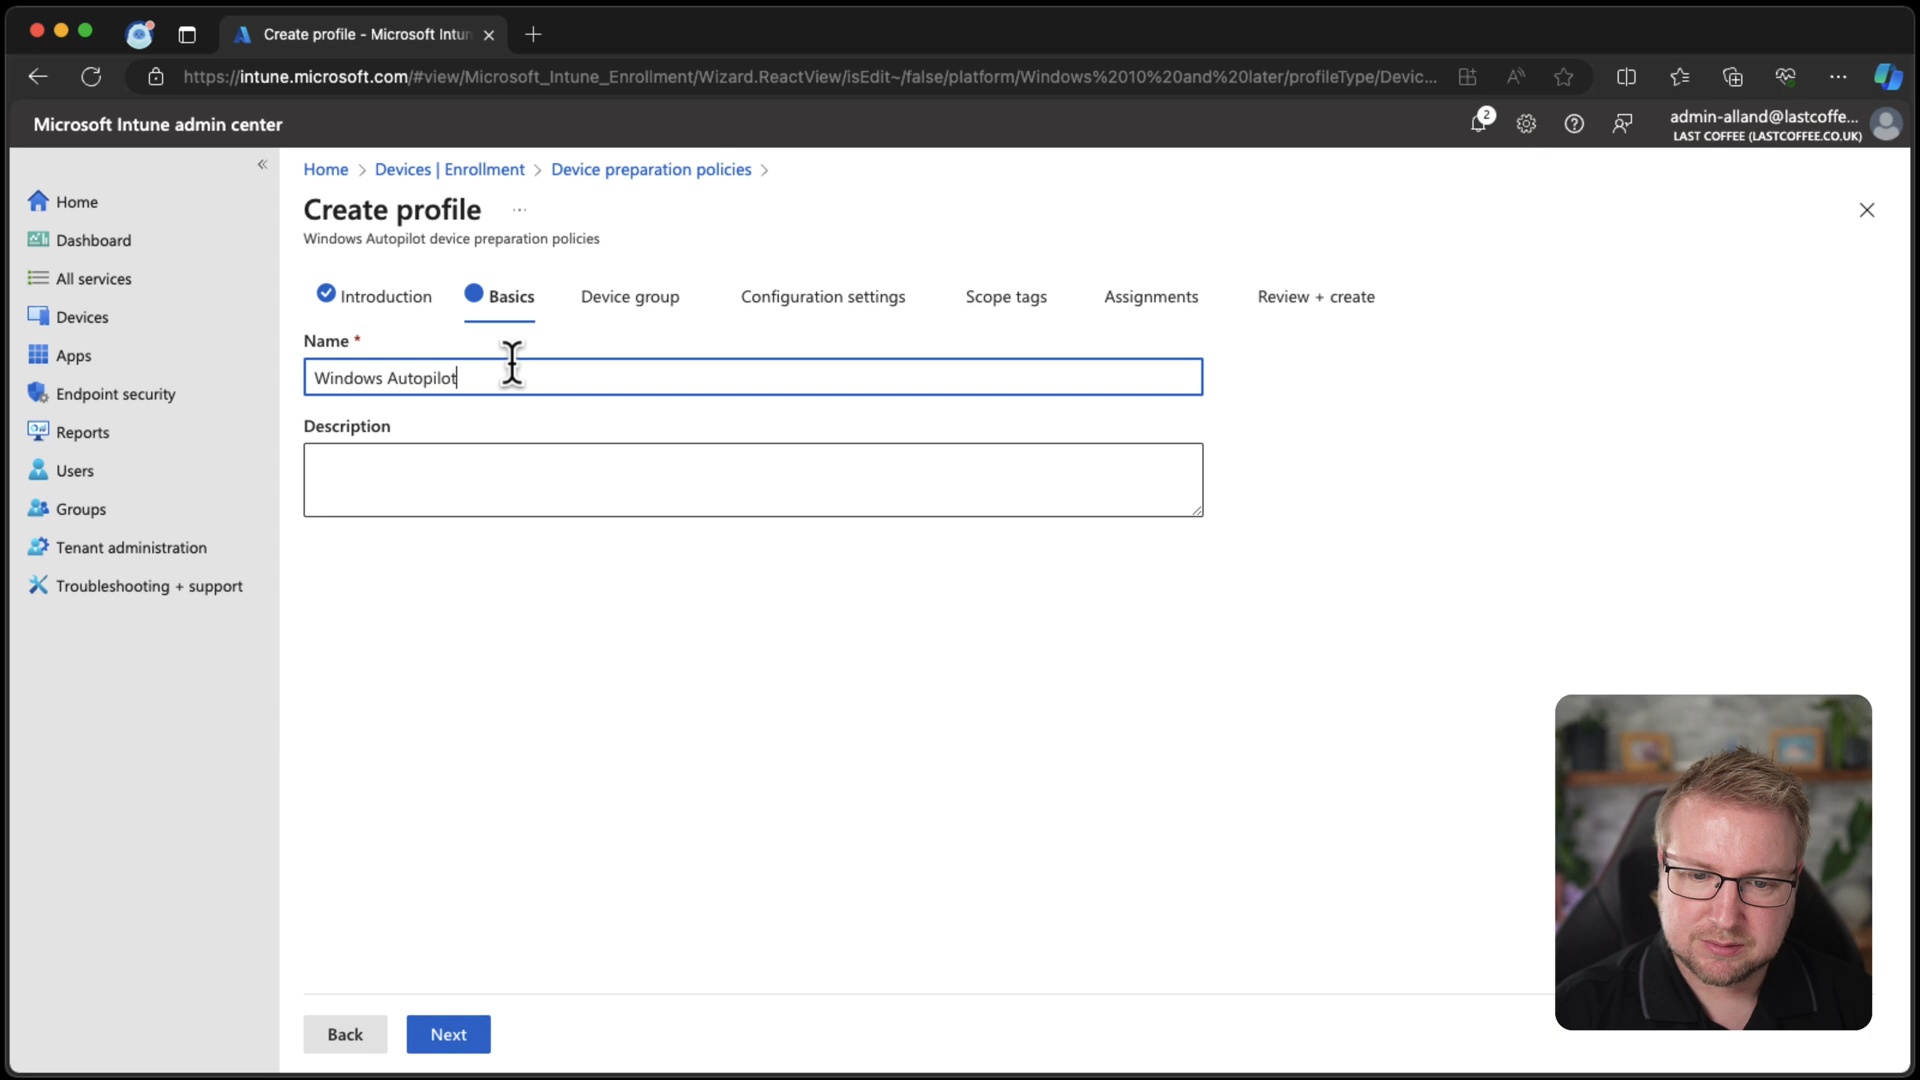 Create profile - Microsoft Intun
https://intune.microsoft.com/#view/Microsoft_Intune_Enrollment/Wizard.ReactView/isEdit~/false/platform/Windows%2010%20and%20later/profileType/Devic...
Microsoft Intune admin center
2
admin-alland@lastcoffe...
LAST COFFEE (LASTCOFFEE.CO.UK)
Home
Dashboard
All services
Devices
Apps
Endpoint security
Reports
Users
Groups
Tenant administration
Troubleshooting + support
Home > Devices | Enrollment > Device preparation policies >
Create profile ...
Windows Autopilot device preparation policies
Introduction Basics Device group Configuration settings Scope tags Assignments Review + create
Name *
Windows Autopilot
Description
Back Next